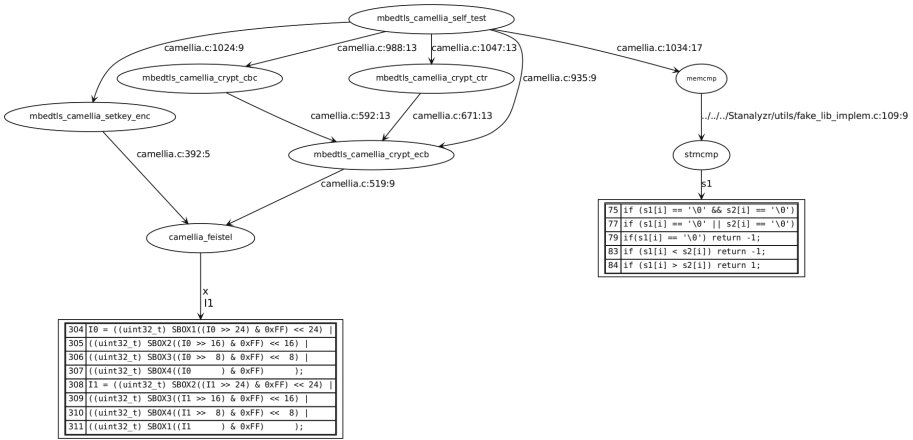 mbedtls_camellia_self_test
camellia.c:1024:9
camellia.c:988:13
camellia.c:1047:13
camellia.c:1034:17
mbedtls_camellia_crypt_cbc
mbedtls_camellia_crypt_ctr
camellia.c:935:9
memcmp
mbedtls_camellia_setkey_enc
camellia.c:592:13
camellia.c:671:13
../../../Stanalyzr/utils/fake_lib_implem.c:109:9
camellia.c:392:5
mbedtls_camellia_crypt_ecb
strncmp
camellia.c:519:9
s1
75 if (s1[i] == '\0' && s2[i] == '\0')
77 if (s1[i] == '\0' || s2[i] == '\0')
79 if(s1[i] == '\0') return -1;
83 if (s1[i] < s2[i]) return -1;
84 if (s1[i] > s2[i]) return 1;
camellia_feistel
x
I1
304 I0 = ((uint32_t) SBOX1((I0 >> 24) & 0xFF) << 24) |
305 ((uint32_t) SBOX2((I0 >> 16) & 0xFF) << 16) |
306 ((uint32_t) SBOX3((I0 >>  8) & 0xFF) <<  8) |
307 ((uint32_t) SBOX4((I0      ) & 0xFF)      );
308 I1 = ((uint32_t) SBOX2((I1 >> 24) & 0xFF) << 24) |
309 ((uint32_t) SBOX3((I1 >> 16) & 0xFF) << 16) |
310 ((uint32_t) SBOX4((I1 >>  8) & 0xFF) <<  8) |
311 ((uint32_t) SBOX1((I1      ) & 0xFF)      );